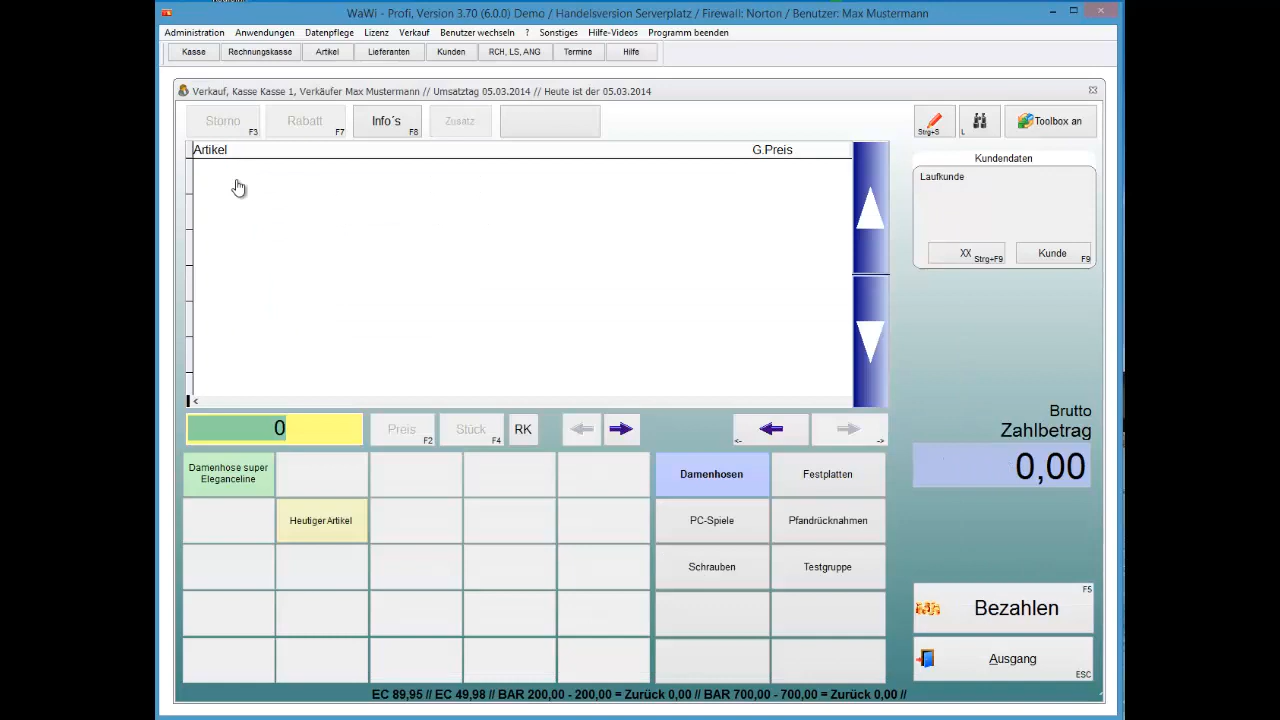 WaWi - Profi, Version 3.70 (6.0.0) Demo / Handelsversion Serverplatz / Firewall: Norton / Benutzer: Max Mustermann
Administration Anwendungen Datenpflege Lizenz Verkauf Benutzer wechseln ? Sonstiges Hilfe-Videos Programm beenden
Kasse Rechnungskasse Artikel Lieferanten Kunden RCH, LS, ANG Termine Hilfe
Verkauf, Kasse Kasse 1, Verkäufer Max Mustermann // Umsatztag 05.03.2014 // Heute ist der 05.03.2014
Storno F3 Rabatt F7 Info´s F8 Zusatz Strg+S L Toolbox an
Artikel G.Preis
Kundendaten
Laufkunde
XX Strg+F9 Kunde F9
<
Brutto
Zahlbetrag
0,00
0 Preis F2 Stück F4 RK <- ->
Damenhose super
Eleganceline
Damenhosen Festplatten
Heutiger Artikel PC-Spiele Pfandrücknahmen
Schrauben Testgruppe
Bezahlen F5
Ausgang ESC
EC 89,95 // EC 49,98 // BAR 200,00 - 200,00 = Zurück 0,00 // BAR 700,00 - 700,00 = Zurück 0,00 //